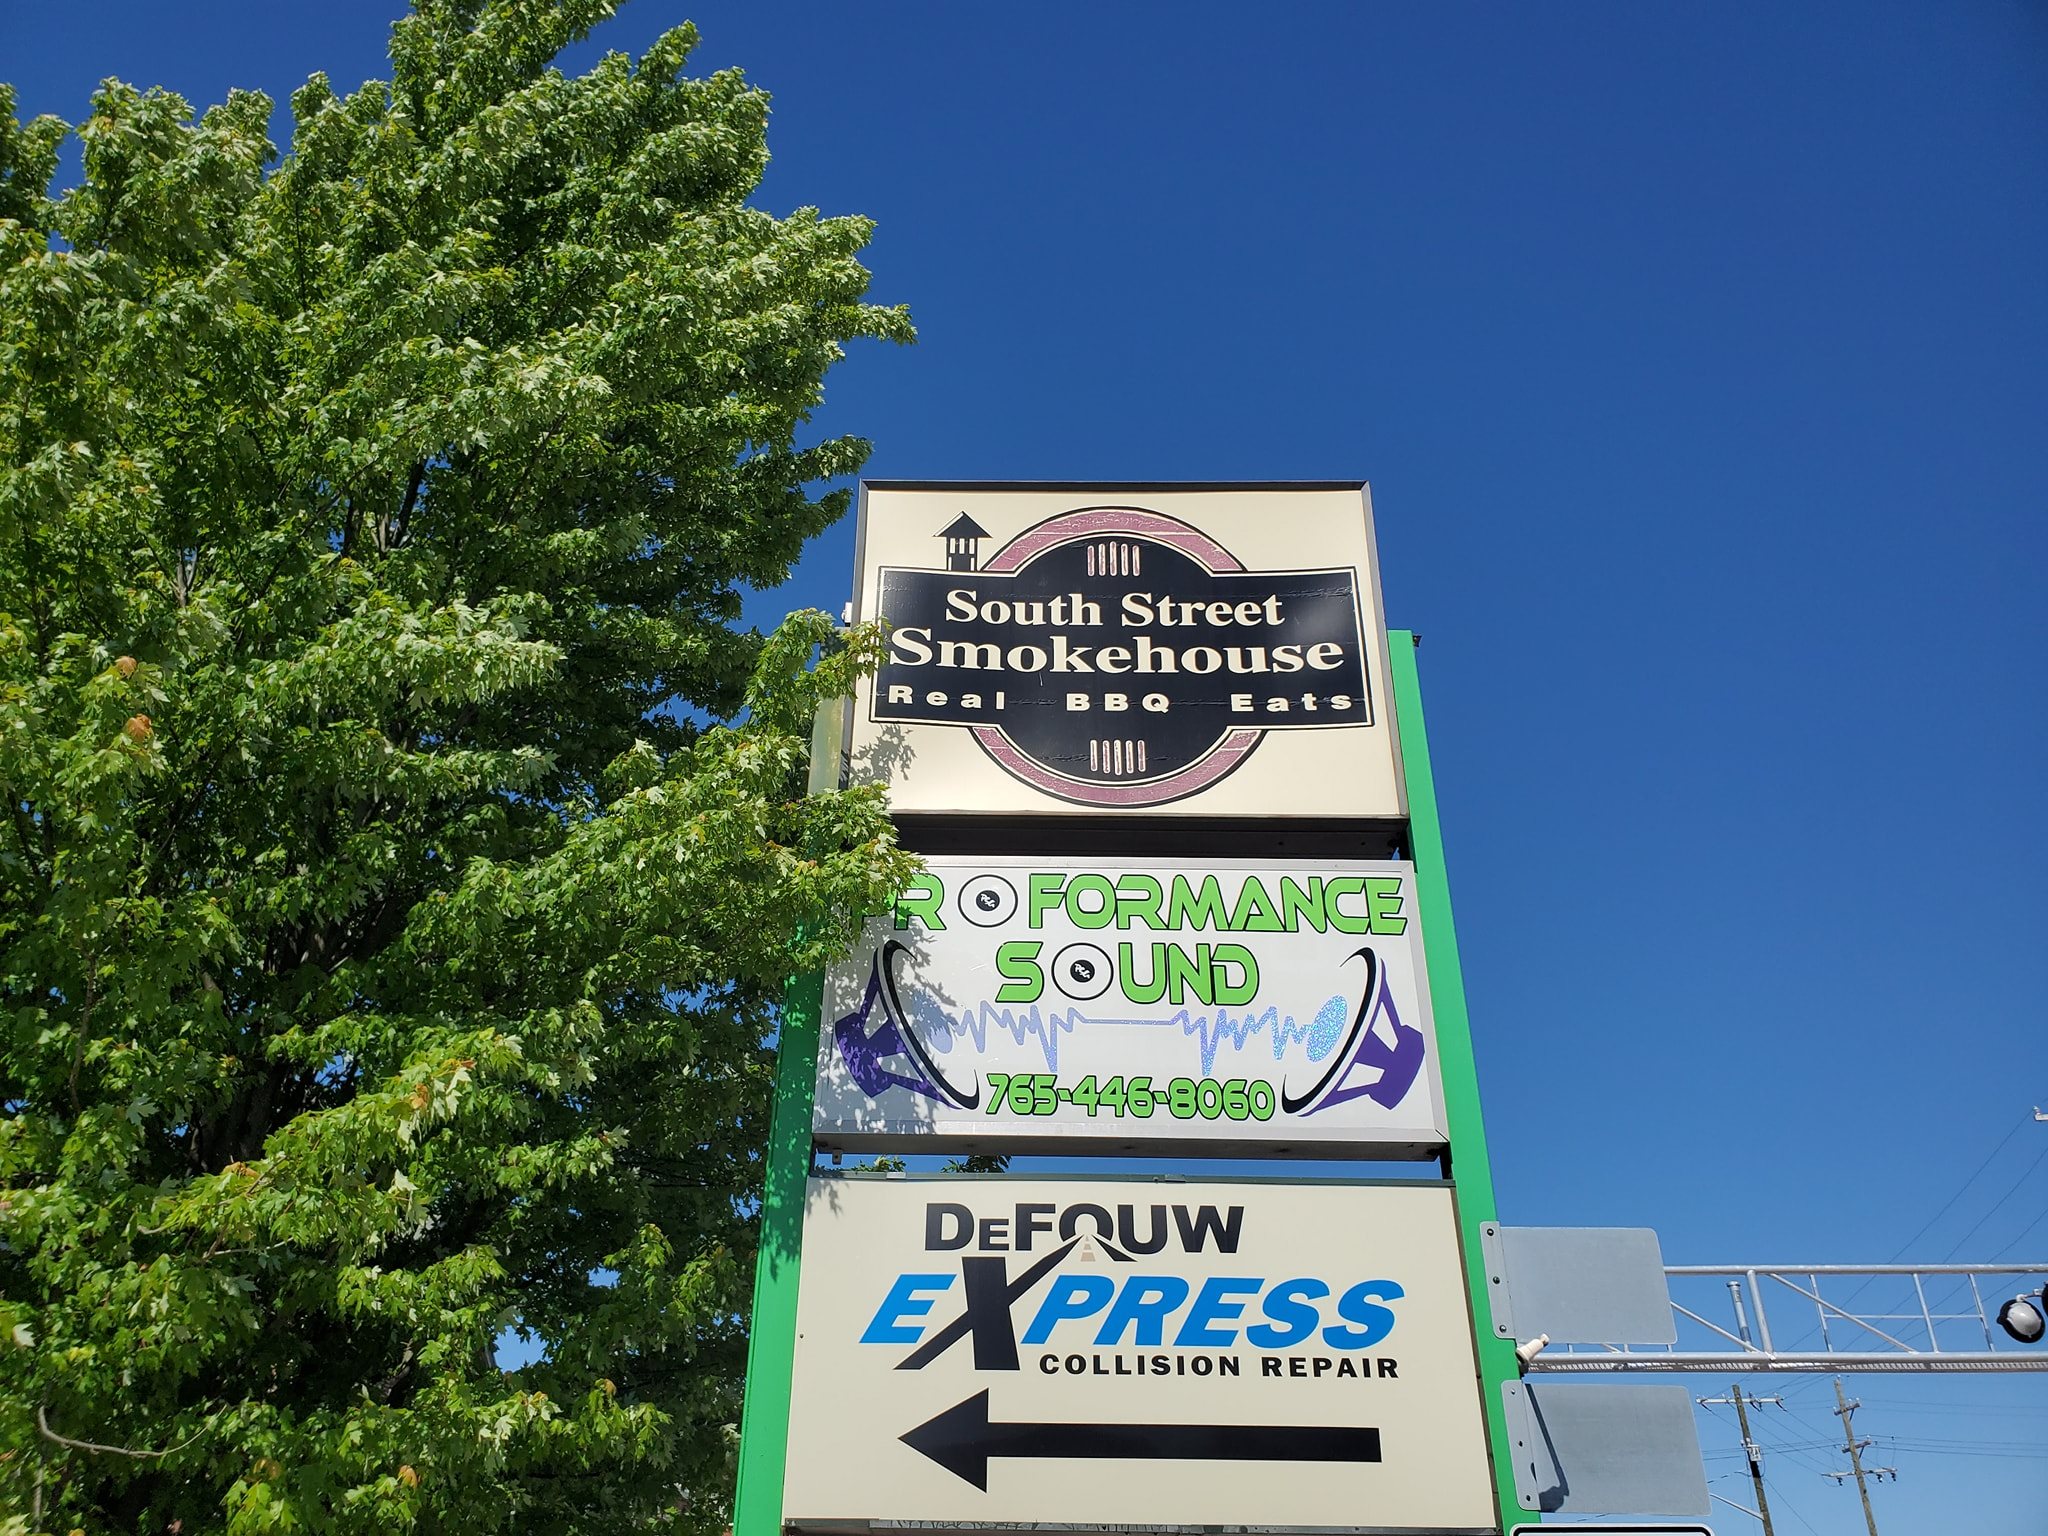 South Street
Smokehouse
Real BBQ Eats
PROFORMANCE
SOUND
765-446-8060
DEFOUW
EXPRESS
COLLISION REPAIR